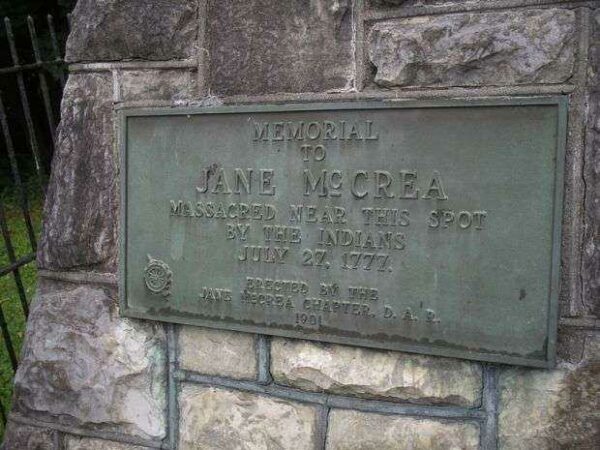 MEMORIAL
TO
JANE McCREA
MASSACRED NEAR THIS SPOT
BY THE INDIANS
JULY 27, 1777.
ERECTED BY THE
JANE McCREA CHAPTER, D. A. R.
1901